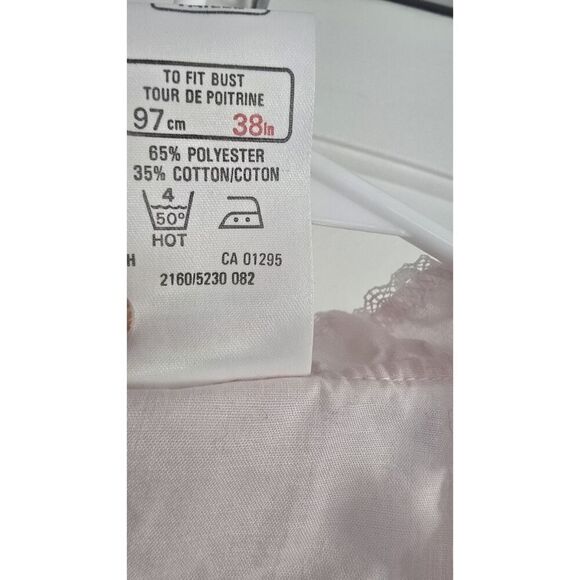 TO FIT BUST
TOUR DE POITRINE
97cm 38in
65% POLYESTER
35% COTTON/COTON
4
50°
HOT
H CA 01295
2160/5230 082